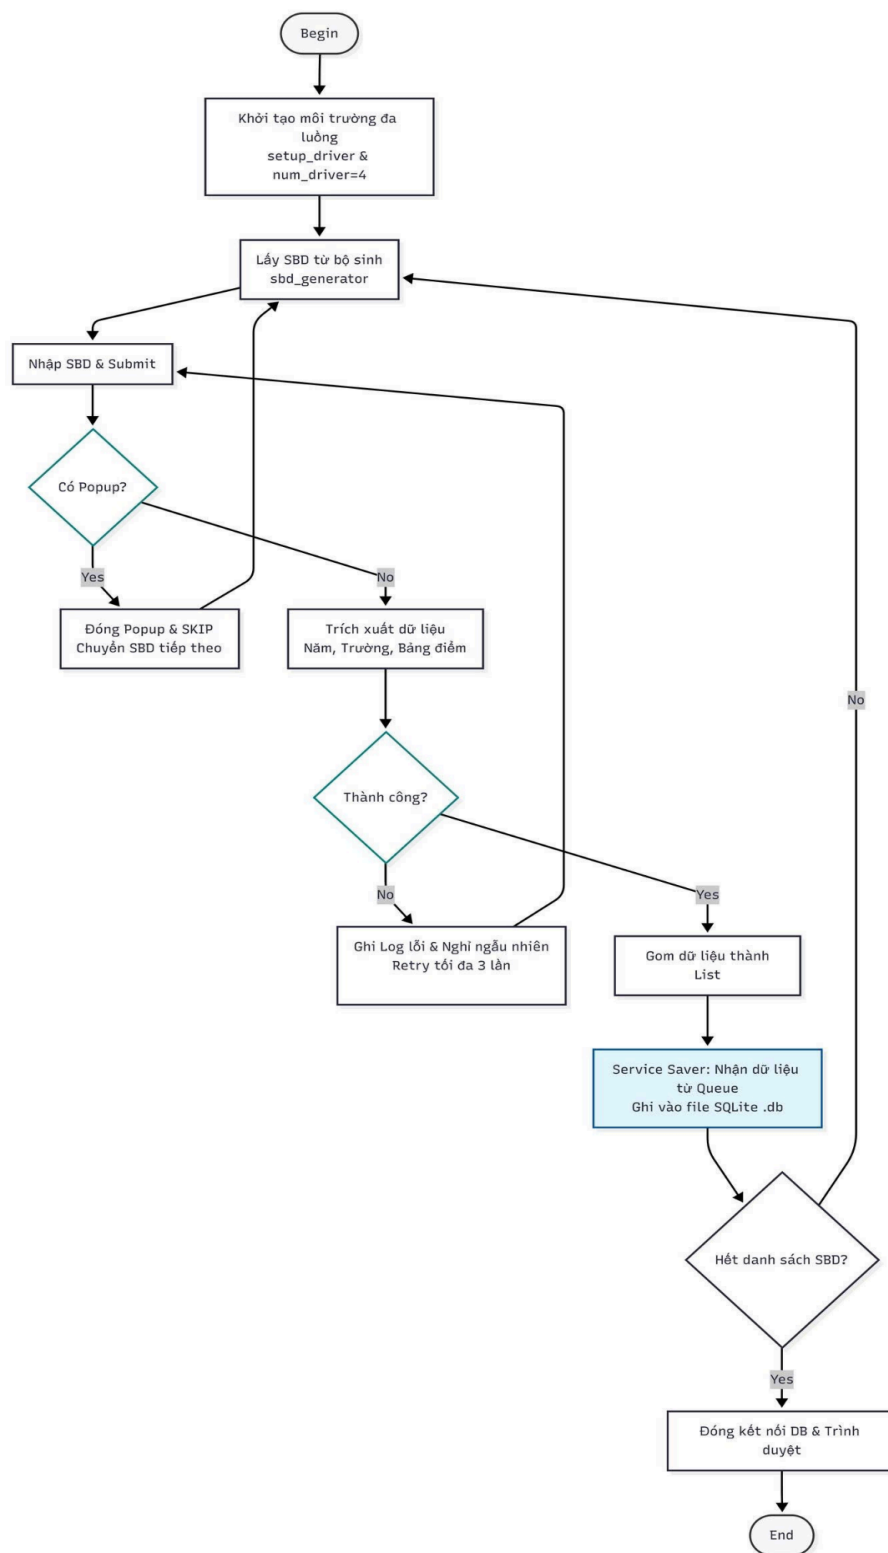 Begin
Khởi tạo môi trường đa
luồng
setup_driver &
num_driver=4
Lấy SBD từ bộ sinh
sbd_generator
Nhập SBD & Submit
Có Popup?
Yes
No
Đóng Popup & SKIP
Chuyển SBD tiếp theo
Trích xuất dữ liệu
Năm, Trường, Bảng điểm
No
Thành công?
No
Yes
Ghi Log lỗi & Nghỉ ngẫu nhiên
Retry tối đa 3 lần
Gom dữ liệu thành
List
Service Saver: Nhận dữ liệu
từ Queue
Ghi vào file SQLite .db
Hết danh sách SBD?
Yes
Đóng kết nối DB & Trình
duyệt
End